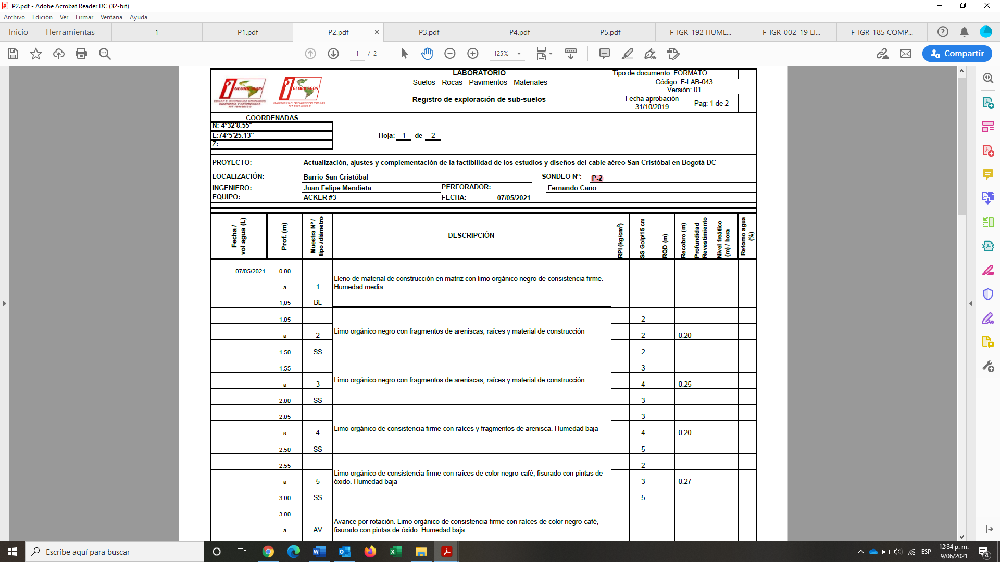 P2.pdf - Adobe Acrobat Reader DC (32-bit)
Archivo Edición Ver Firmar Ventana Ayuda
Inicio Herramientas 1 P1.pdf P2.pdf × P3.pdf P4.pdf P5.pdf F-IGR-192 HUME... F-IGR-002-19 LI... F-IGR-185 COMP...
1 / 2 125% Compartir
LABORATORIO Tipo de documento: FORMATO
Suelos - Rocas - Pavimentos - Materiales Código: F-LAB-043
Versión: 01
Registro de exploración de sub-suelos Fecha aprobación
31/10/2019 Pag: 1 de 2
GEORIESGOS GEORIESGOS
EDGAR E. RODRIGUEZ GRANADOS
INGENIERIA Y GEORIESGOS
INGENIERIA Y GEORIESGOS IGR SAS
COORDENADAS
N: 4°32'8.55"
E:74°5'25.13" Hoja: 1 de 2
Z:
PROYECTO: Actualización, ajustes y complementación de la factibilidad de los estudios y diseños del cable aéreo San Cristóbal en Bogotá DC
LOCALIZACIÓN: Barrio San Cristóbal SONDEO Nº: P-2
INGENIERO: Juan Felipe Mendieta PERFORADOR: Fernando Cano
EQUIPO: ACKER #3 FECHA: 07/05/2021
Fecha / vol agua (L) Prof. (m) Muestra Nº / tipo /diámetro DESCRIPCIÓN RPI (kg/cm2) SS Golp/15 cm RQD (m) Recobro (m) Profundidad Revestimiento Nivel freático (m) / hora Retorno agua (%)
07/05/2021 0.00
Lleno de material de construcción en matriz con limo orgánico negro de consistencia firme.
a 1 Humedad media
1,05 BL
1.05 2
a 2 Limo orgánico negro con fragmentos de areniscas, raíces y material de construcción 2 0.20
1.50 SS 2
1.55 3
a 3 Limo orgánico negro con fragmentos de areniscas, raíces y material de construcción 4 0.25
2.00 SS 3
2.05 3
a 4 Limo orgánico de consistencia firme con raíces y fragmentos de arenisca. Humedad baja 4 0.20
2.50 SS 5
2.55 2
Limo orgánico de consistencia firme con raíces de color negro-café, fisurado con pintas de
a 5 óxido. Humedad baja 3 0.27
3.00 SS 5
3.00
Avance por rotación. Limo orgánico de consistencia firme con raíces de color negro-café,
a AV fisurado con pintas de óxido. Humedad baja
Escribe aquí para buscar ESP 12:34 p. m.
9/06/2021 4